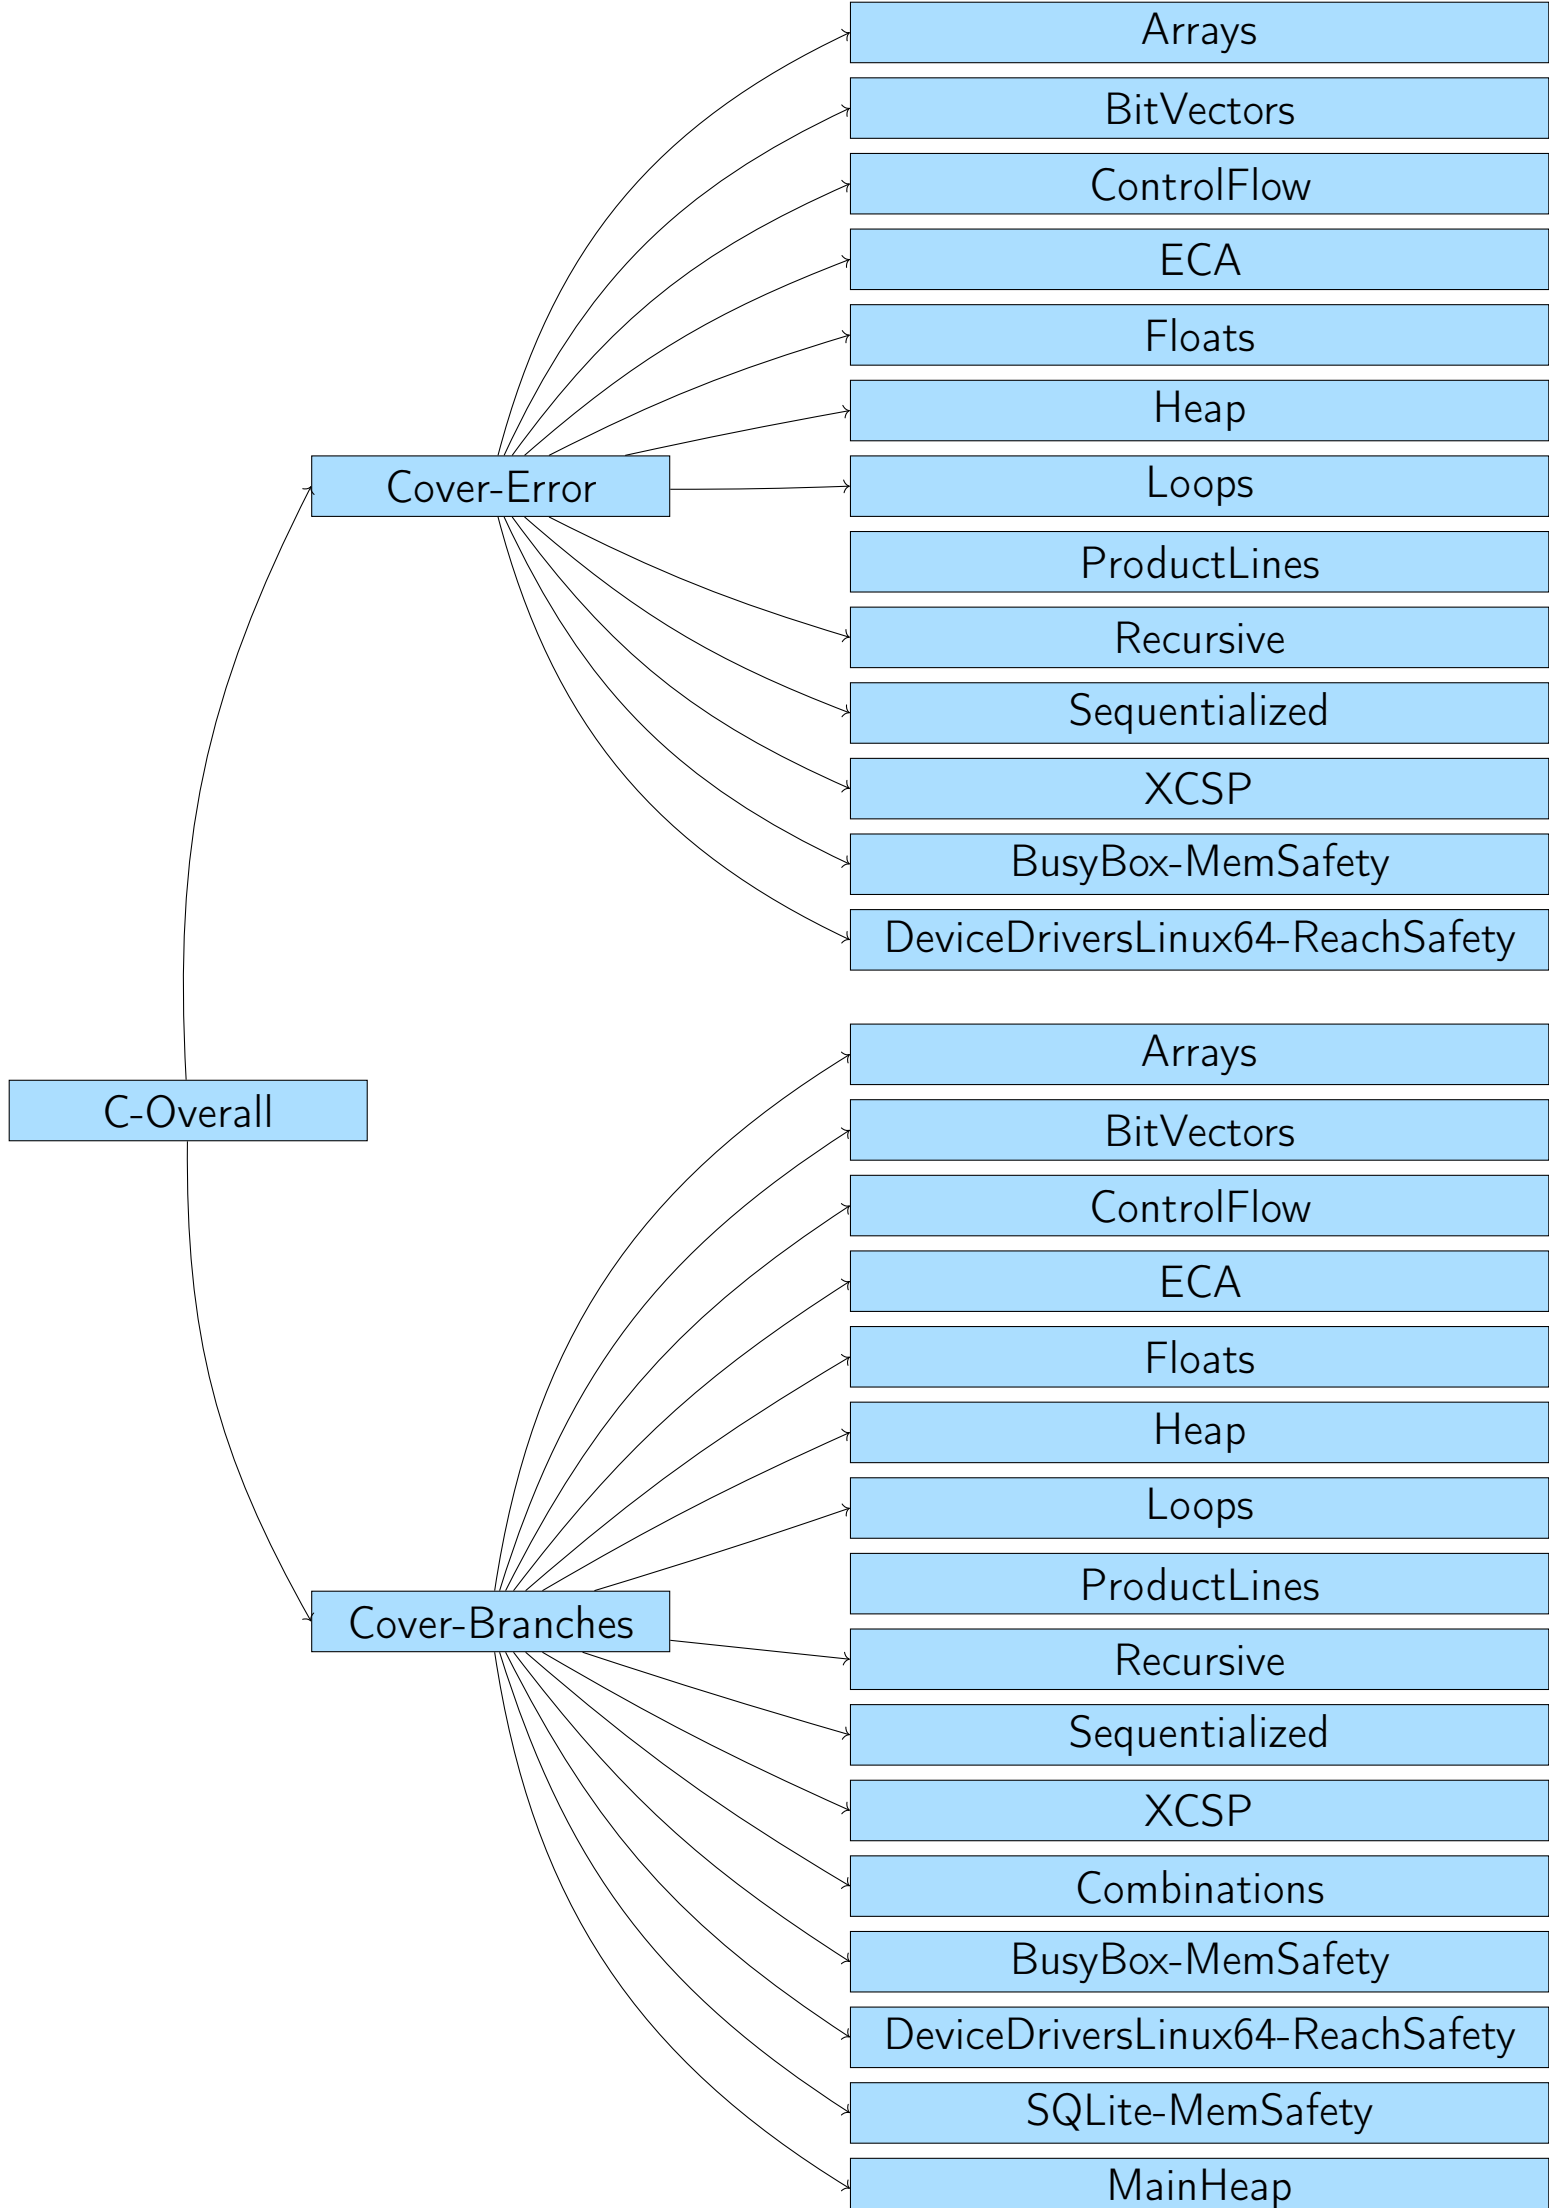 Arrays
BitVectors
ControlFlow
ECA
Floats
Heap
Cover-Error
Loops
ProductLines
Recursive
Sequentialized
XCSP
BusyBox-MemSafety
DeviceDriversLinux64-ReachSafety
C-Overall
Arrays
BitVectors
ControlFlow
ECA
Floats
Heap
Loops
ProductLines
Cover-Branches
Recursive
Sequentialized
XCSP
Combinations
BusyBox-MemSafety
DeviceDriversLinux64-ReachSafety
SQLite-MemSafety
MainHeap